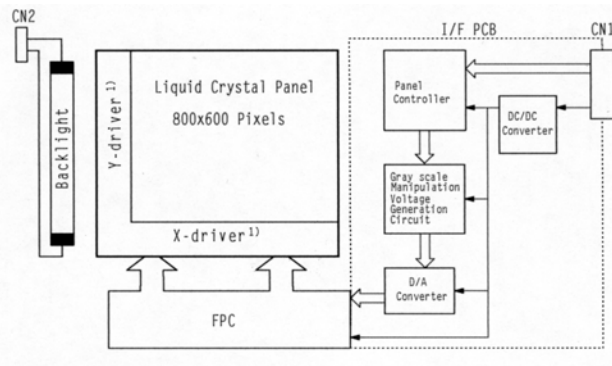 CN2
I/F PCB
CN1
Backlight
Y-driver 1)
Liquid Crystal Panel
800x600 Pixels
X-driver 1)
FPC
Panel
Controller
DC/DC
Converter
Gray scale
Manipulation
Voltage
Generation
Circuit
D/A
Converter